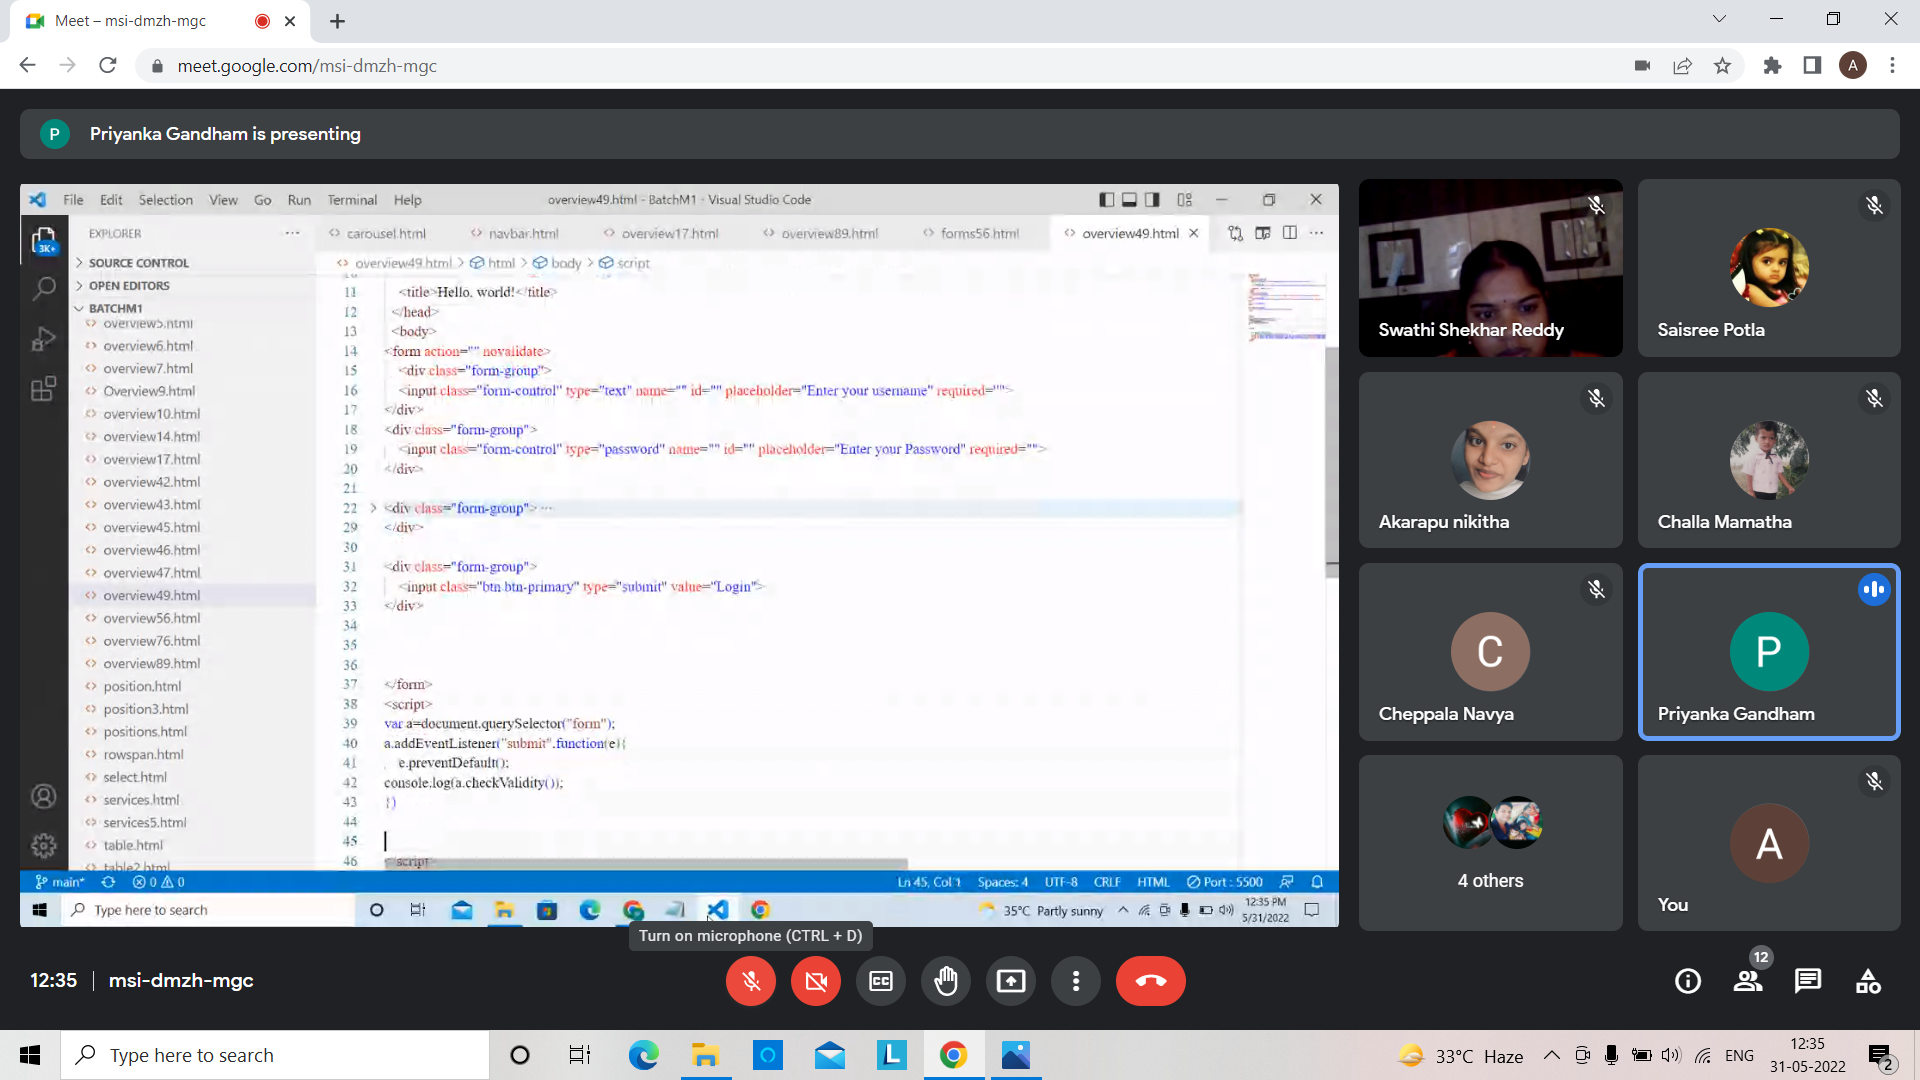 Meet – msi-dmzh-mgc
meet.google.com/msi-dmzh-mgc
A
P
Priyanka Gandham is presenting
File Edit Selection View Go Run Terminal Help
overview49.html - BatchM1 - Visual Studio Code
3K+
EXPLORER
carousel.html
navbar.html
overview17.html
overview89.html
forms56.html
overview49.html
SOURCE CONTROL
OPEN EDITORS
BATCHM1
overview5.html
overview6.html
overview7.html
Overview9.html
overview10.html
overview14.html
overview17.html
overview42.html
overview43.html
overview45.html
overview46.html
overview47.html
overview49.html
overview56.html
overview76.html
overview89.html
position.html
position3.html
positions.html
rowspan.html
select.html
services.html
services5.html
table.html
table2.html
overview49.html > html > body > script
11 <title>Hello, world!</title>
12 </head>
13 <body>
14 <form action="" novalidate>
15 <div class="form-group">
16 <input class="form-control" type="text" name="" id="" placeholder="Enter your username" required="">
17 </div>
18 <div class="form-group">
19 <input class="form-control" type="password" name="" id="" placeholder="Enter your Password" required="">
20 </div>
21
22 <div class="form-group"> ...
29 </div>
30
31 <div class="form-group">
32 <input class="btn btn-primary" type="submit" value="Login">
33 </div>
34
35
36
37 </form>
38 <script>
39 var a=document.querySelector("form");
40 a.addEventListener("submit",function(e){
41 e.preventDefault();
42 console.log(a.checkValidity());
43 })
44
45
46 </script>
main* 0 0
Ln 45, Col 1 Spaces: 4 UTF-8 CRLF HTML Port : 5500
Type here to search
35°C Partly sunny
12:35 PM
5/31/2022
Turn on microphone (CTRL + D)
Swathi Shekhar Reddy
Saisree Potla
Akarapu nikitha
Challa Mamatha
C
Cheppala Navya
P
Priyanka Gandham
4 others
A
You
12:35 | msi-dmzh-mgc
CC
12
Type here to search
L
33°C Haze
ENG
12:35
31-05-2022
2